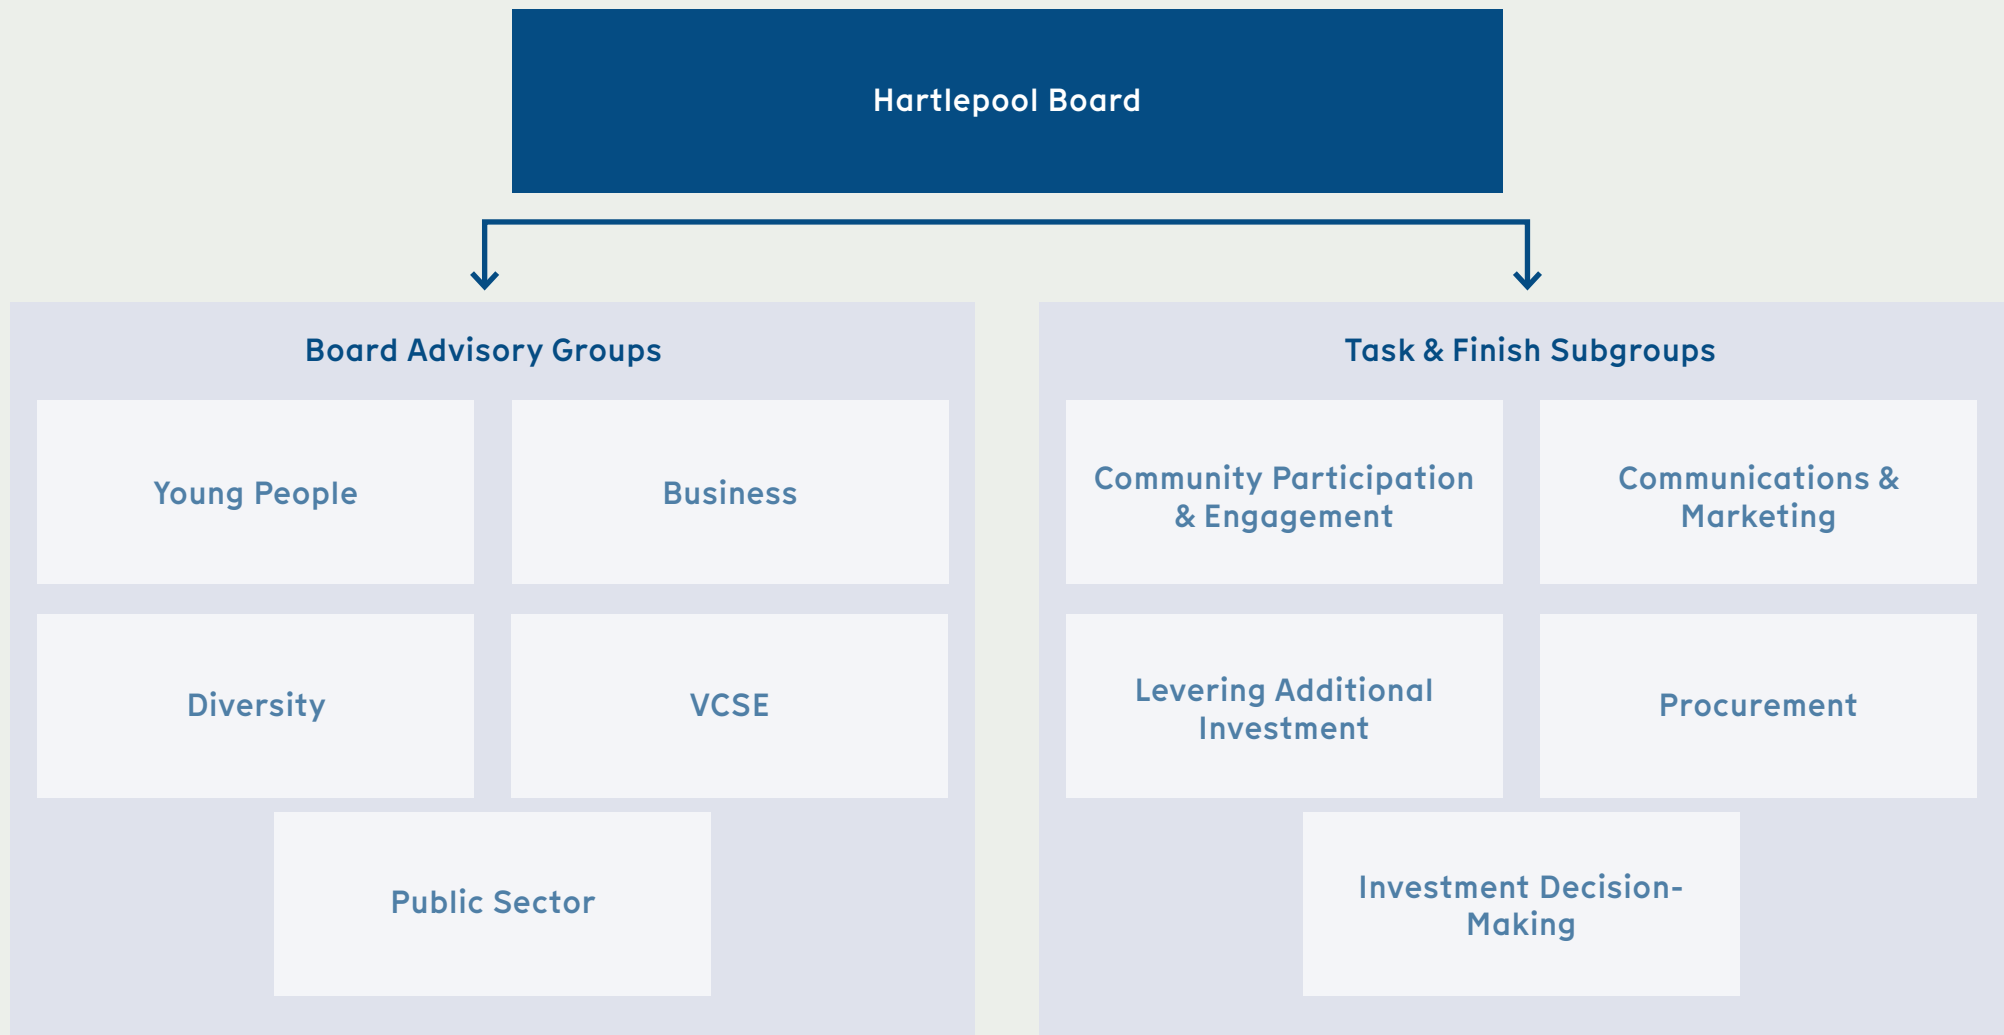 Hartlepool Board
Board Advisory Groups
Young People
Business
Diversity
VCSE
Public Sector
Task & Finish Subgroups
Community Participation
& Engagement
Communications &
Marketing
Levering Additional
Investment
Procurement
Investment Decision-
Making